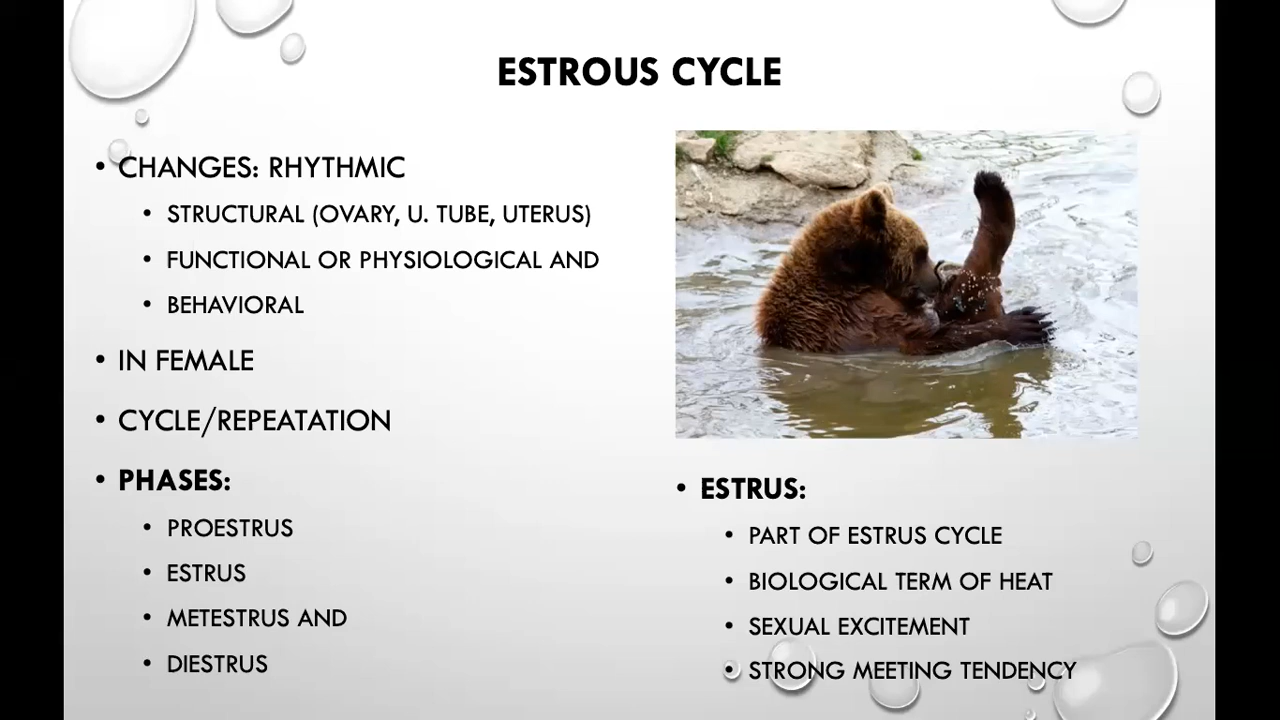 ESTROUS CYCLE
• CHANGES: RHYTHMIC
• STRUCTURAL (OVARY, U. TUBE, UTERUS)
• FUNCTIONAL OR PHYSIOLOGICAL AND
• BEHAVIORAL
• IN FEMALE
• CYCLE/REPEATATION
• PHASES:
• PROESTRUS
• ESTRUS
• METESTRUS AND
• DIESTRUS
• ESTRUS:
• PART OF ESTRUS CYCLE
• BIOLOGICAL TERM OF HEAT
• SEXUAL EXCITEMENT
• STRONG MEETING TENDENCY